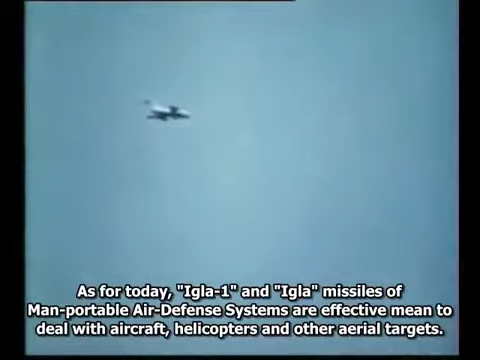 As for today, "Igla-1" and "Igla" missiles of
Man-portable Air-Defense Systems are effective mean to
deal with aircraft, helicopters and other aerial targets.